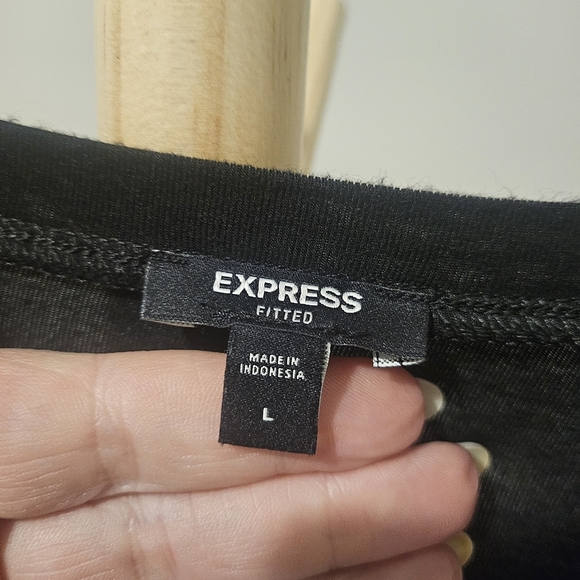 EXPRESS
FITTED
MADE IN
INDONESIA
L